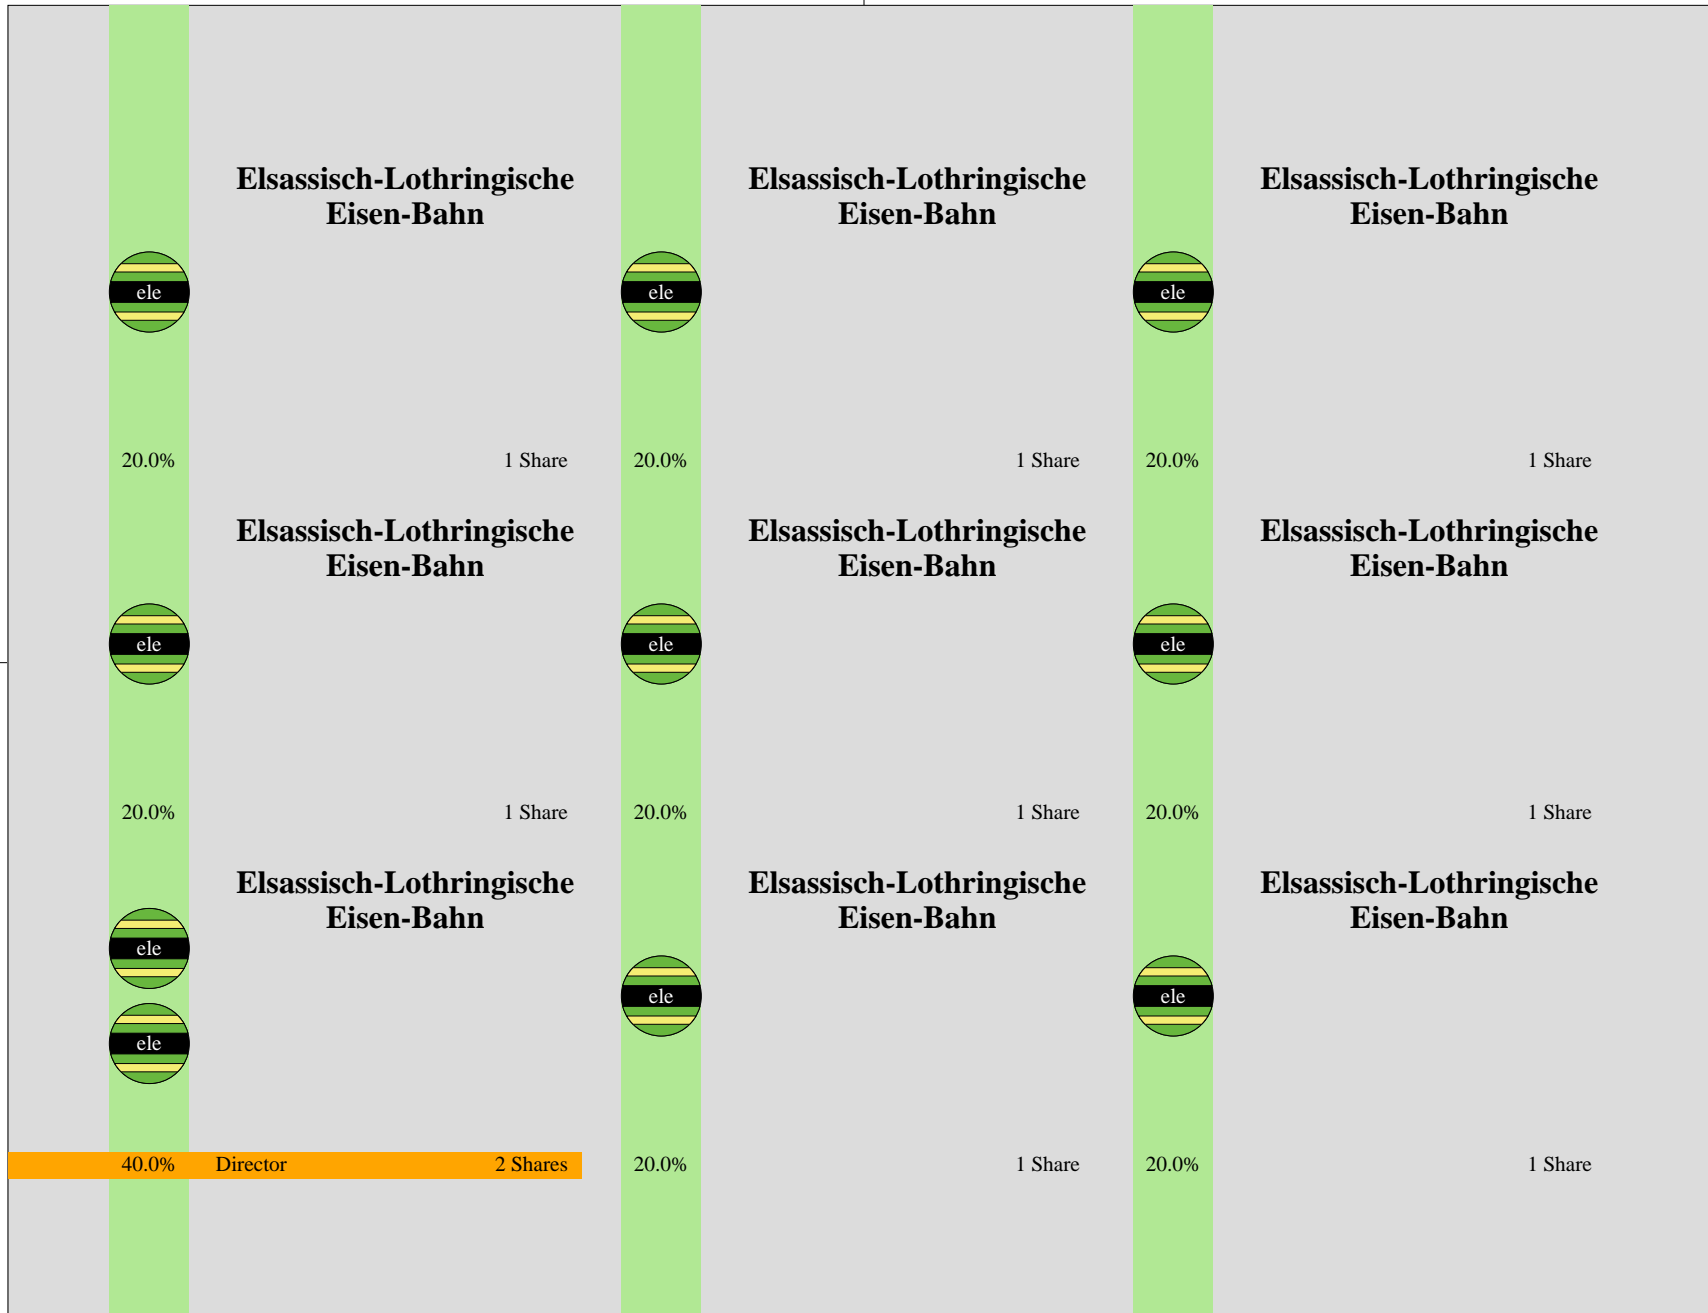 Elsassisch-Lothringische
Eisen-Bahn
ele
20.0% 1 Share
Elsassisch-Lothringische
Eisen-Bahn
ele
20.0% 1 Share
Elsassisch-Lothringische
Eisen-Bahn
ele
20.0% 1 Share
Elsassisch-Lothringische
Eisen-Bahn
ele
20.0% 1 Share
Elsassisch-Lothringische
Eisen-Bahn
ele
20.0% 1 Share
Elsassisch-Lothringische
Eisen-Bahn
ele
20.0% 1 Share
Elsassisch-Lothringische
Eisen-Bahn
ele
ele
40.0% Director 2 Shares
Elsassisch-Lothringische
Eisen-Bahn
ele
20.0% 1 Share
Elsassisch-Lothringische
Eisen-Bahn
ele
20.0% 1 Share